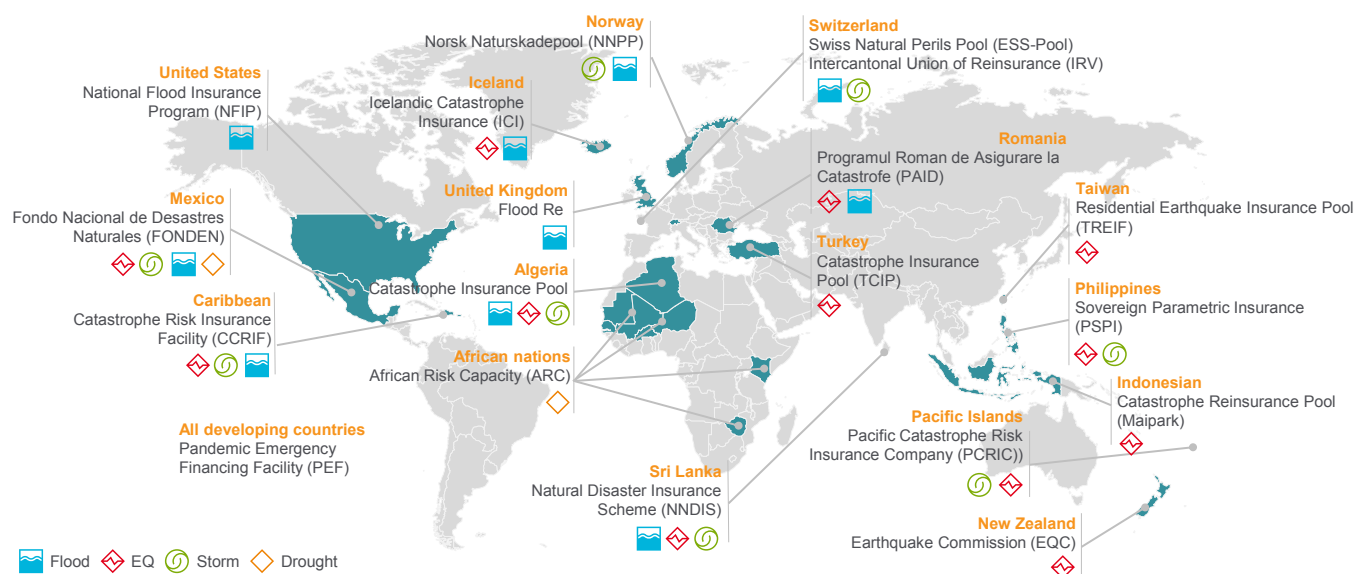 Norway
Norsk Naturskadepool (NNPP)
Switzerland
Swiss Natural Perils Pool (ESS-Pool)
Intercantonal Union of Reinsurance (IRV)
United States
National Flood Insurance
Program (NFIP)
Iceland
Icelandic Catastrophe
Insurance (ICI)
Romania
Programul Roman de Asigurare la
Catastrofe (PAID)
Mexico
Fondo Nacional de Desastres
Naturales (FONDEN)
United Kingdom
Flood Re
Taiwan
Residential Earthquake Insurance Pool
(TREIF)
Turkey
Catastrophe Insurance
Pool (TCIP)
Algeria
Catastrophe Insurance Pool
Caribbean
Catastrophe Risk Insurance
Facility (CCRIF)
Philippines
Sovereign Parametric Insurance
(PSPI)
African nations
African Risk Capacity (ARC)
Indonesian
Catastrophe Reinsurance Pool
(Maipark)
All developing countries
Pandemic Emergency
Financing Facility (PEF)
Pacific Islands
Pacific Catastrophe Risk
Insurance Company (PCRIC))
Sri Lanka
Natural Disaster Insurance
Scheme (NNDIS)
New Zealand
Earthquake Commission (EQC)
Flood EQ Storm Drought